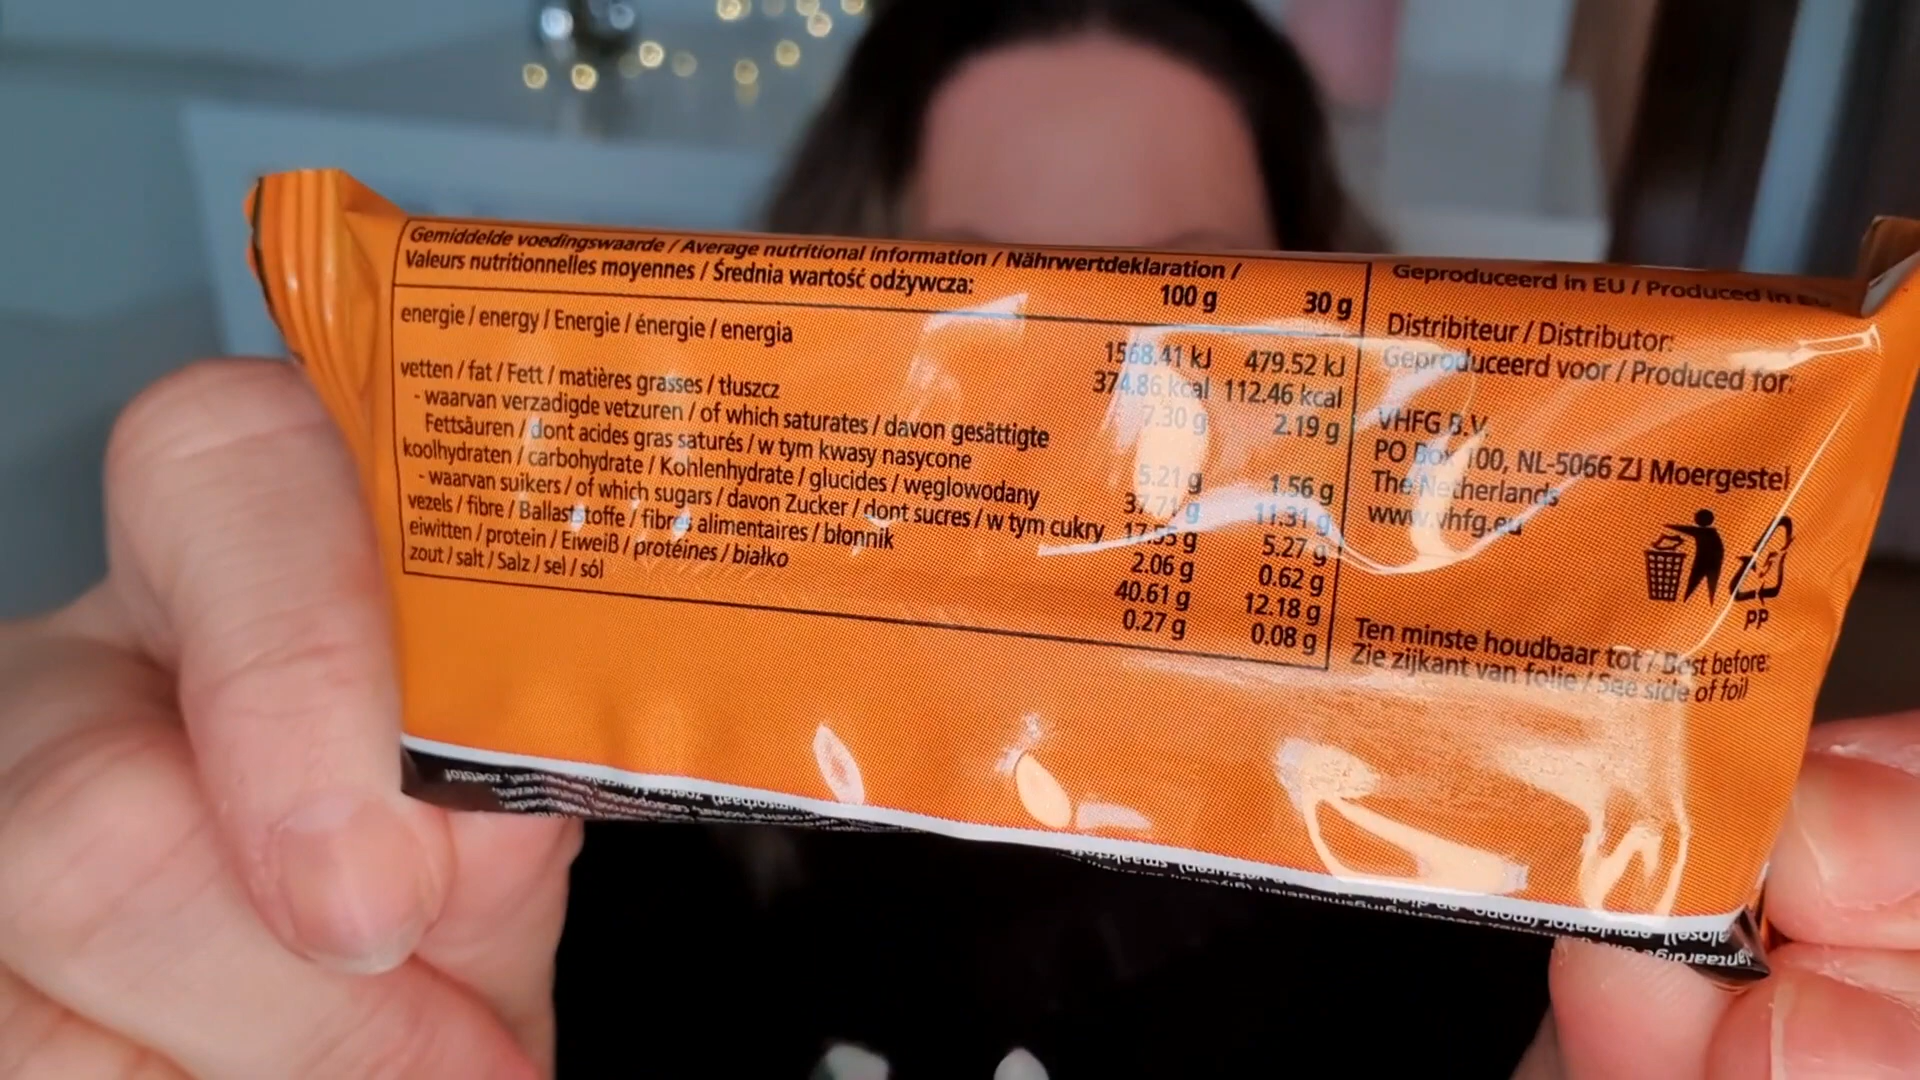 Gemiddelde voedingswaarde / Average nutritional information / Nährwertdeklaration /
Valeurs nutritionnelles moyennes / Średnia wartość odżywcza:
100 g 30 g
energie / energy / Energie / énergie / energia
1568.41 kJ 479.52 kJ
374.86 kcal 112.46 kcal
vetten / fat / Fett / matières grasses / tłuszcz
7.30 g 2.19 g
- waarvan verzadigde vetzuren / of which saturates / davon gesättigte
Fettsäuren / dont acides gras saturés / w tym kwasy nasycone
5.21 g 1.56 g
koolhydraten / carbohydrate / Kohlenhydrate / glucides / węglowodany
37.71 g 11.31 g
- waarvan suikers / of which sugars / davon Zucker / dont sucres / w tym cukry
17.55 g 5.27 g
vezels / fibre / Ballaststoffe / fibres alimentaires / błonnik
2.06 g 0.62 g
eiwitten / protein / Eiweiß / protéines / białko
40.61 g 12.18 g
zout / salt / Salz / sel / sól
0.27 g 0.08 g
Geproduceerd in EU / Produced in EU
Distribiteur / Distributor:
Geproduceerd voor / Produced for:
VHFG B.V.
PO Box 100, NL-5066 ZJ Moergestel
The Netherlands
www.vhfg.eu
5
PP
Ten minste houdbaar tot / Best before:
Zie zijkant van folie / See side of foil